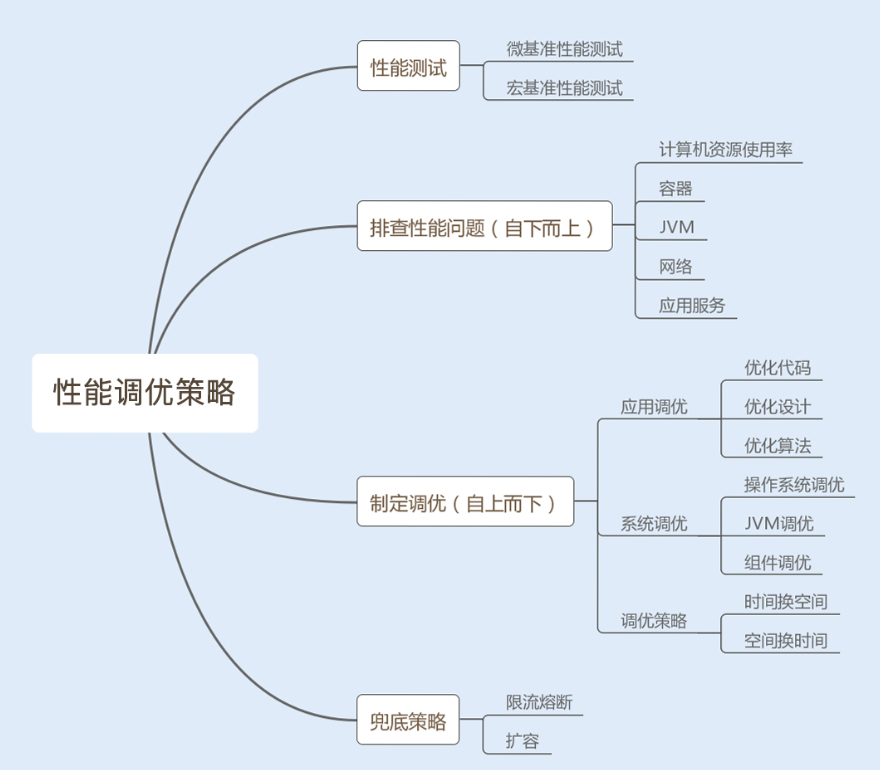 性能调优策略
性能测试
微基准性能测试
宏基准性能测试
排查性能问题（自下而上）
计算机资源使用率
容器
JVM
网络
应用服务
制定调优（自上而下）
应用调优
优化代码
优化设计
优化算法
系统调优
操作系统调优
JVM调优
组件调优
调优策略
时间换空间
空间换时间
兜底策略
限流熔断
扩容